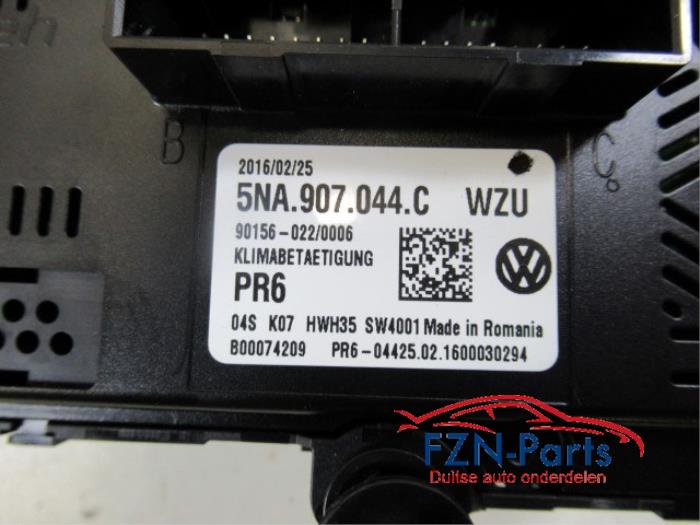 B
C
2016/02/25
5NA.907.044.C WZU
90156-022/0006
KLIMABETAETIGUNG
PR6
04S K07 HWH35 SW4001 Made in Romania
B00074209 PR6-04425.02.1600030294
FZN-Parts
Duitse auto onderdelen